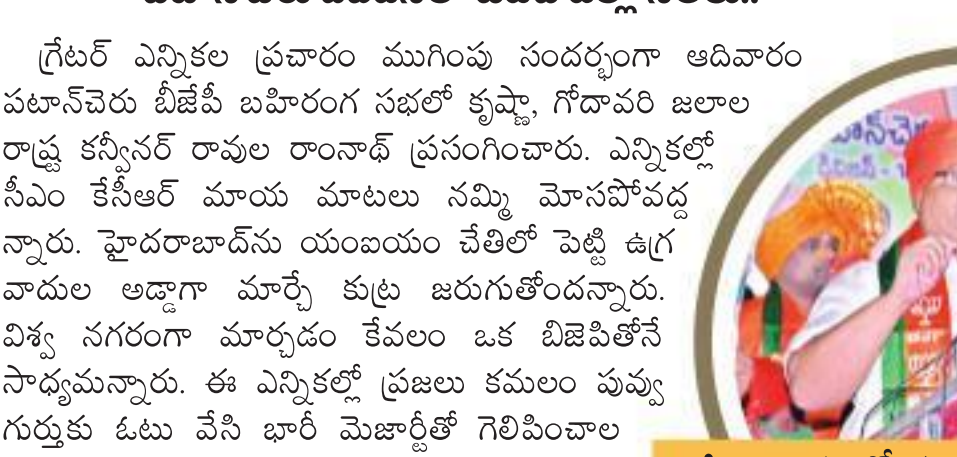 గ్రేటర్ ఎన్నికల ప్రచారం ముగింపు సందర్భంగా ఆదివారం
పటాన్‌చెరు బీజేపీ బహిరంగ సభలో కృష్ణా, గోదావరి జలాల
రాష్ట్ర కన్వీనర్ రావుల రాంనాథ్ ప్రసంగించారు. ఎన్నికల్లో
సీఎం కేసీఆర్ మాయ మాటలు నమ్మి మోసపోవద్ద
న్నారు. హైదరాబాద్‌ను యంఐయం చేతిలో పెట్టి ఉగ్ర
వాదుల అడ్డాగా మార్చే కుట్ర జరుగుతోందన్నారు.
విశ్వ నగరంగా మార్చడం కేవలం ఒక బిజెపితోనే
సాధ్యమన్నారు. ఈ ఎన్నికల్లో ప్రజలు కమలం పువ్వు
గుర్తుకు ఓటు వేసి భారీ మెజార్టీతో గెలిపించాల